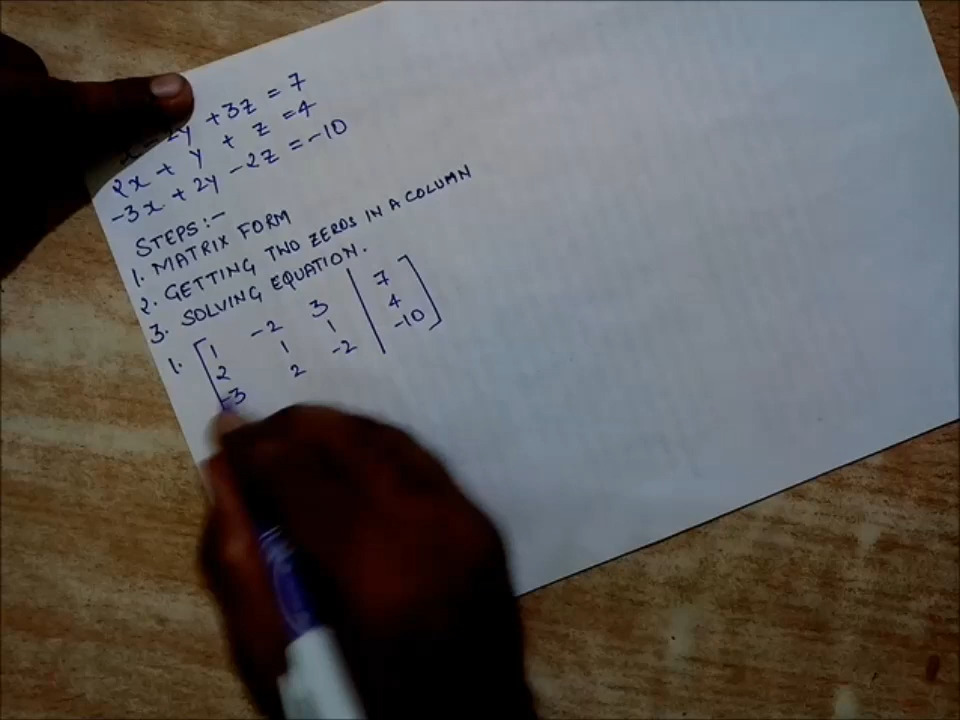 x - 2y + 3z = 7
2x + y + z = 4
-3x + 2y - 2z = -10
STEPS:-
1. MATRIX FORM
2. GETTING TWO ZEROS IN A COLUMN
3. SOLVING EQUATION.
1. [ 1 -2 3 | 7 ]
2 1 1 | 4
-3 2 -2 | -10